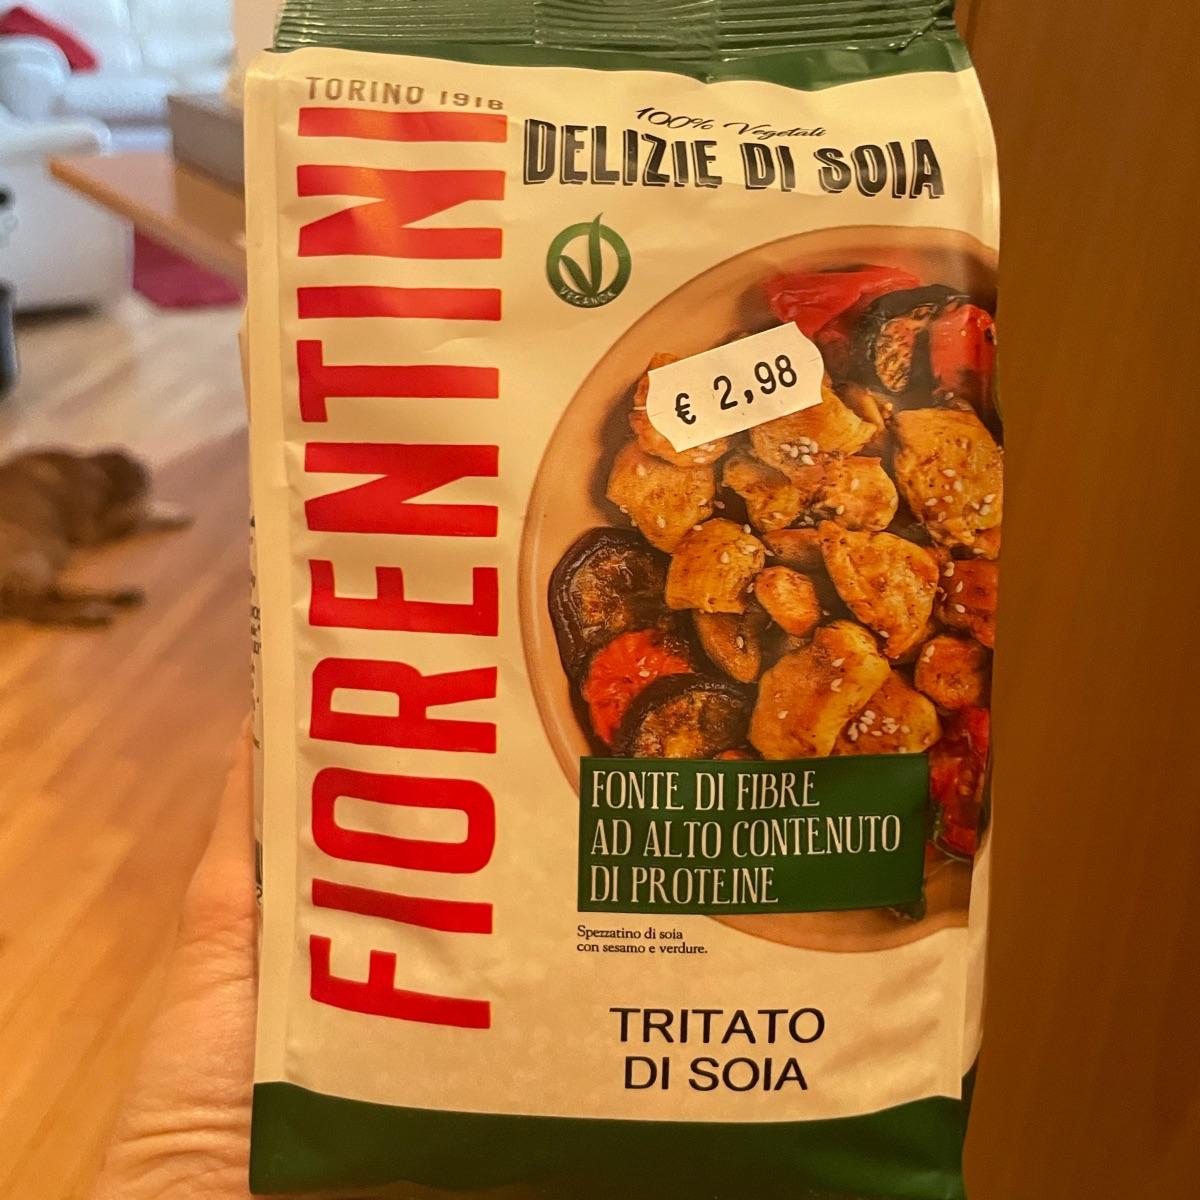 TORINO 1918
FIORENTINI
100% Vegetali
DELIZIE DI SOIA
VEGANOK
€ 2,98
FONTE DI FIBRE
AD ALTO CONTENUTO
DI PROTEINE
Spezzatino di soia
con sesamo e verdure.
TRITATO
DI SOIA